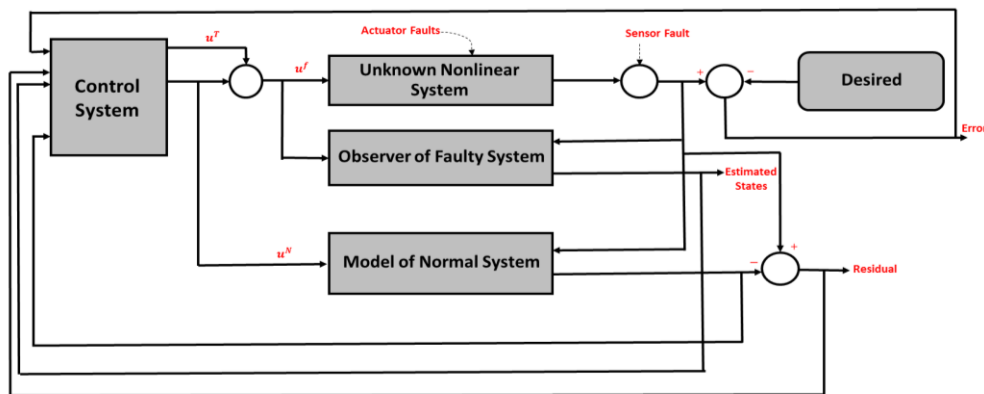 u^T
Actuator Faults
Sensor Fault
Control
System
u^f
Unknown Nonlinear
System
+
−
Desired
Error
Observer of Faulty System
Estimated
States
u^N
Model of Normal System
+
−
Residual